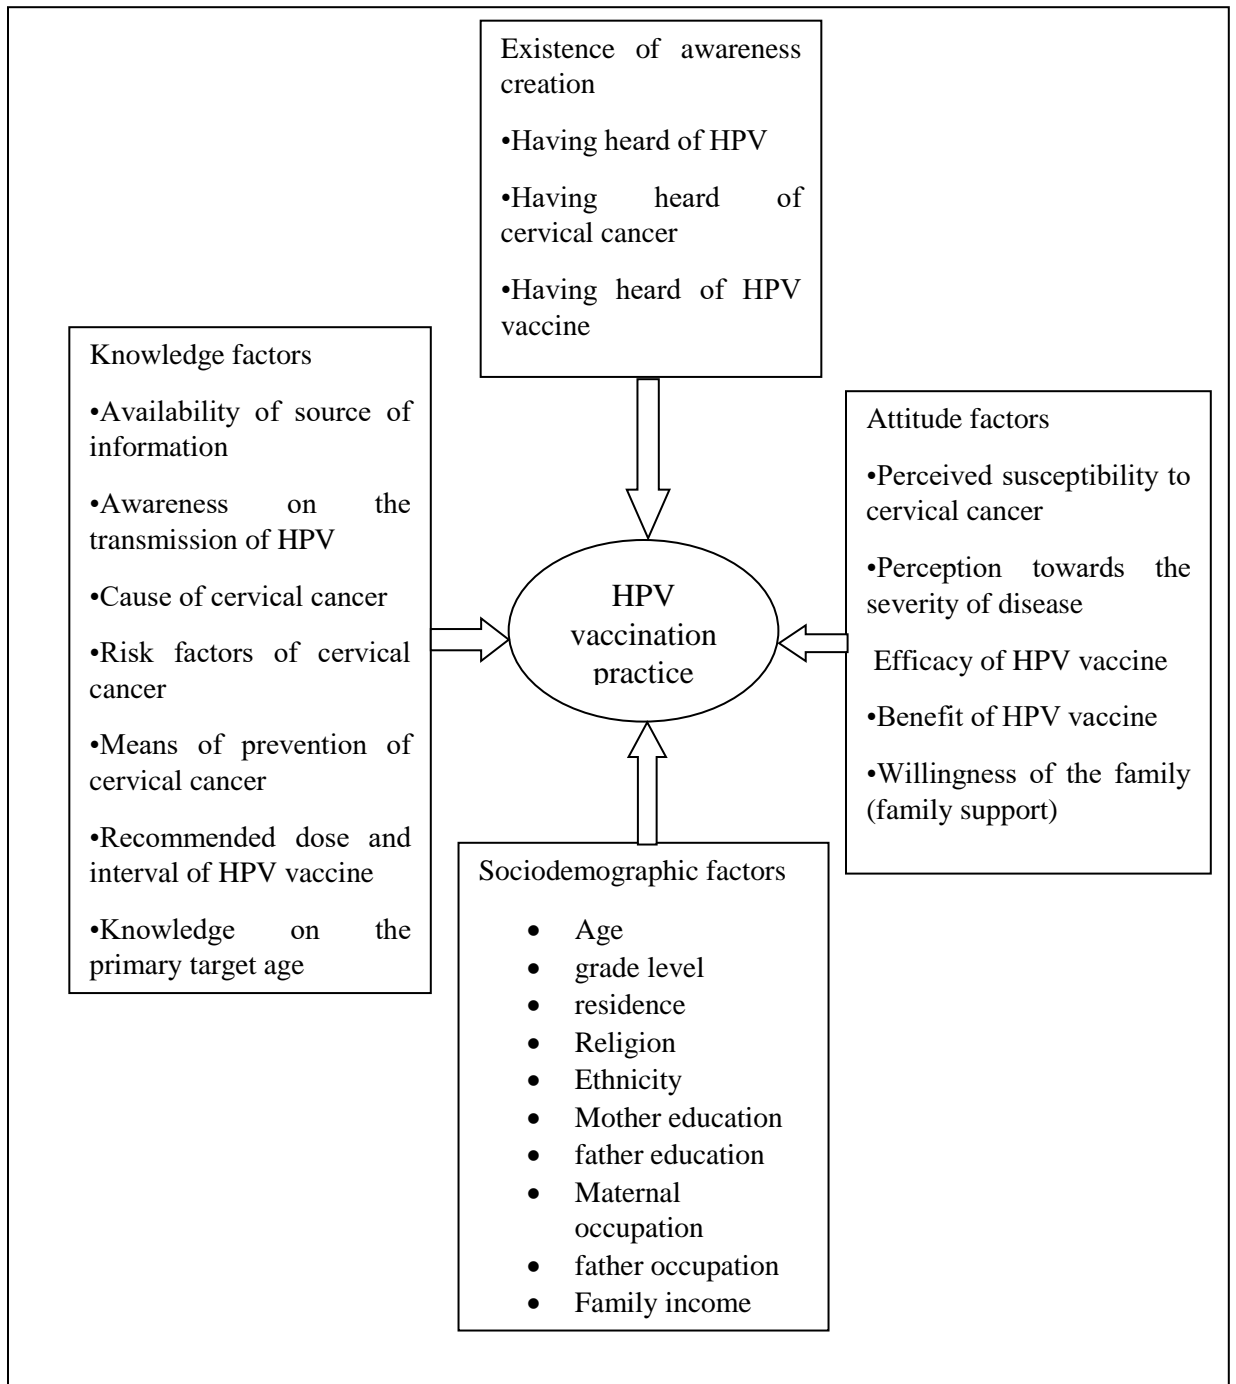 Existence of awareness
creation
•Having heard of HPV
•Having heard of
cervical cancer
•Having heard of HPV
vaccine
Knowledge factors
•Availability of source of
information
•Awareness on the
transmission of HPV
•Cause of cervical cancer
•Risk factors of cervical
cancer
•Means of prevention of
cervical cancer
•Recommended dose and
interval of HPV vaccine
•Knowledge on the
primary target age
HPV
vaccination
practice
Attitude factors
•Perceived susceptibility to
cervical cancer
•Perception towards the
severity of disease
Efficacy of HPV vaccine
•Benefit of HPV vaccine
•Willingness of the family
(family support)
Sociodemographic factors
• Age
• grade level
• residence
• Religion
• Ethnicity
• Mother education
• father education
• Maternal
occupation
• father occupation
• Family income